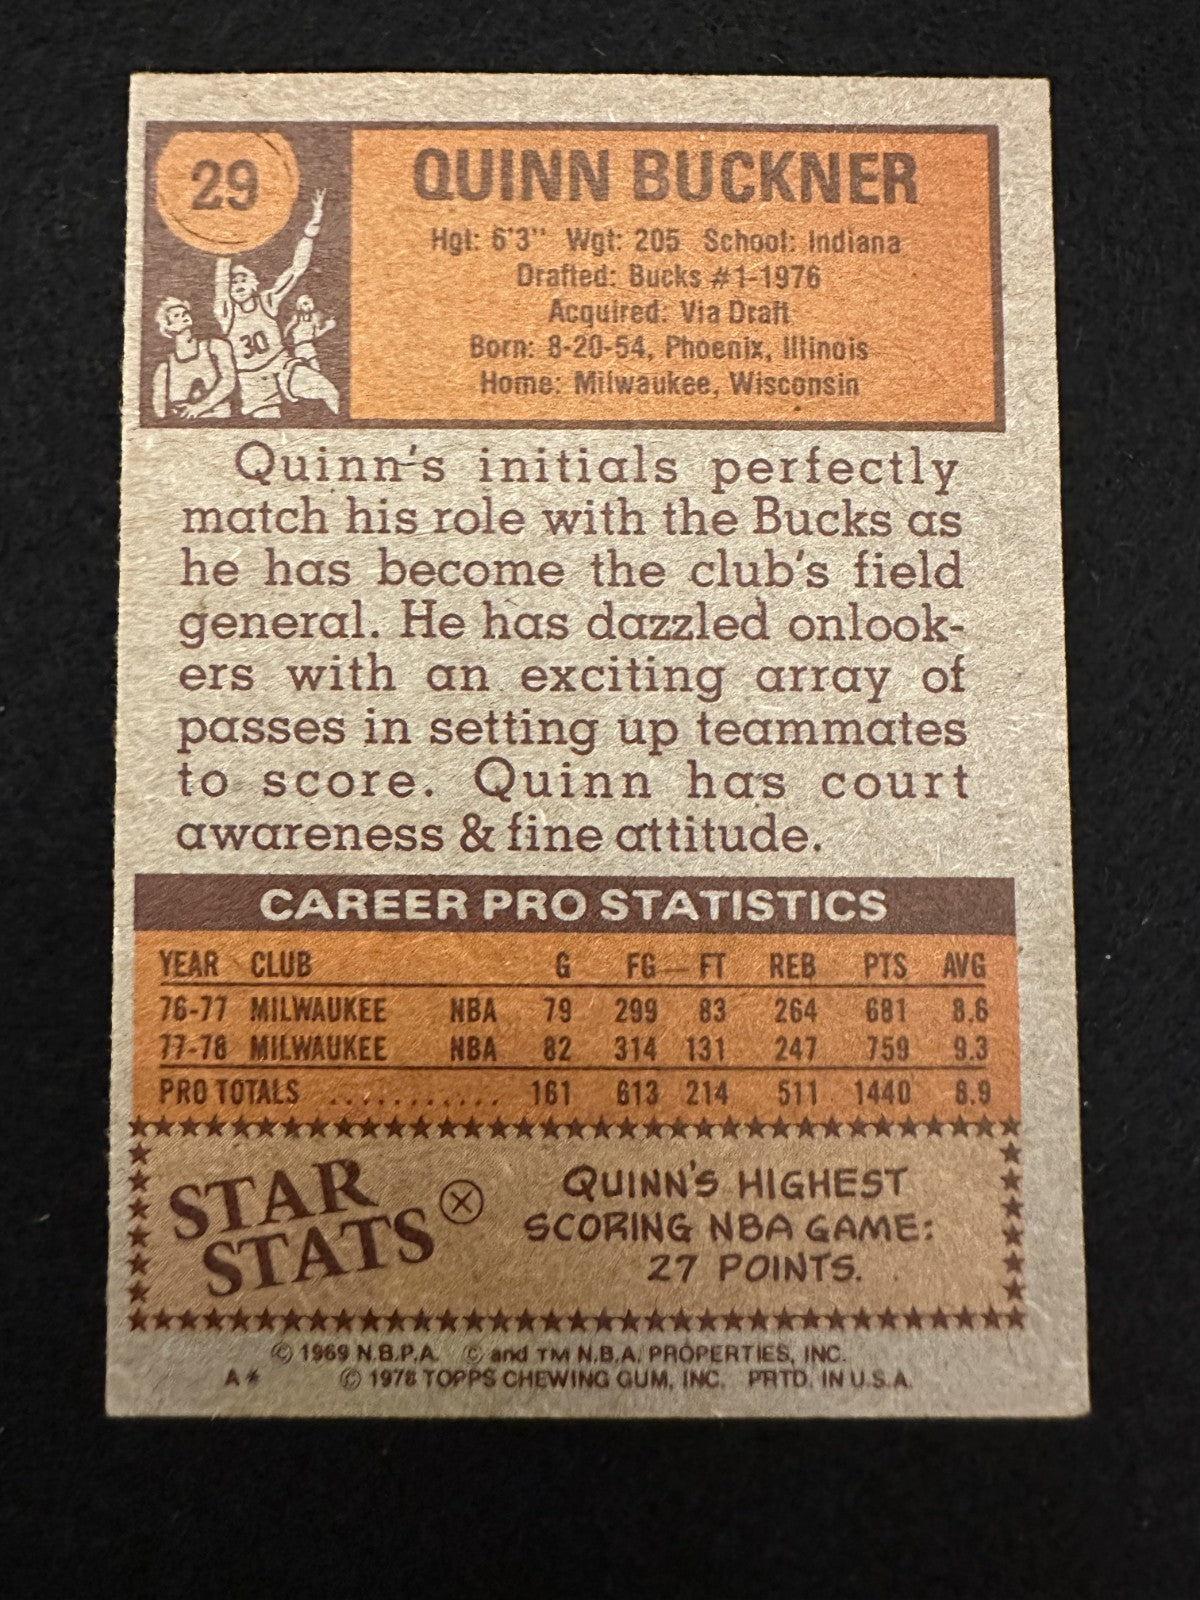 29
QUINN BUCKNER
Hgt: 6'3" Wgt: 205 School: Indiana
Drafted: Bucks #1-1976
Acquired: Via Draft
Born: 8-20-54, Phoenix, Illinois
Home: Milwaukee, Wisconsin
30
Quinn's initials perfectly
match his role with the Bucks as
he has become the club's field
general. He has dazzled onlook-
ers with an exciting array of
passes in setting up teammates
to score. Quinn has court
awareness & fine attitude.
CAREER PRO STATISTICS
YEAR CLUB G FG FT REB PTS AVG
76-77 MILWAUKEE NBA 79 299 83 264 681 8.6
77-78 MILWAUKEE NBA 82 314 131 247 759 9.3
PRO TOTALS ............ 161 613 214 511 1440 8.9
STAR
STATS
X
QUINN'S HIGHEST
SCORING NBA GAME:
27 POINTS.
© 1969 N.B.P.A. © and TM N.B.A. PROPERTIES, INC.
A* © 1978 TOPPS CHEWING GUM, INC. PRTD. IN U.S.A.